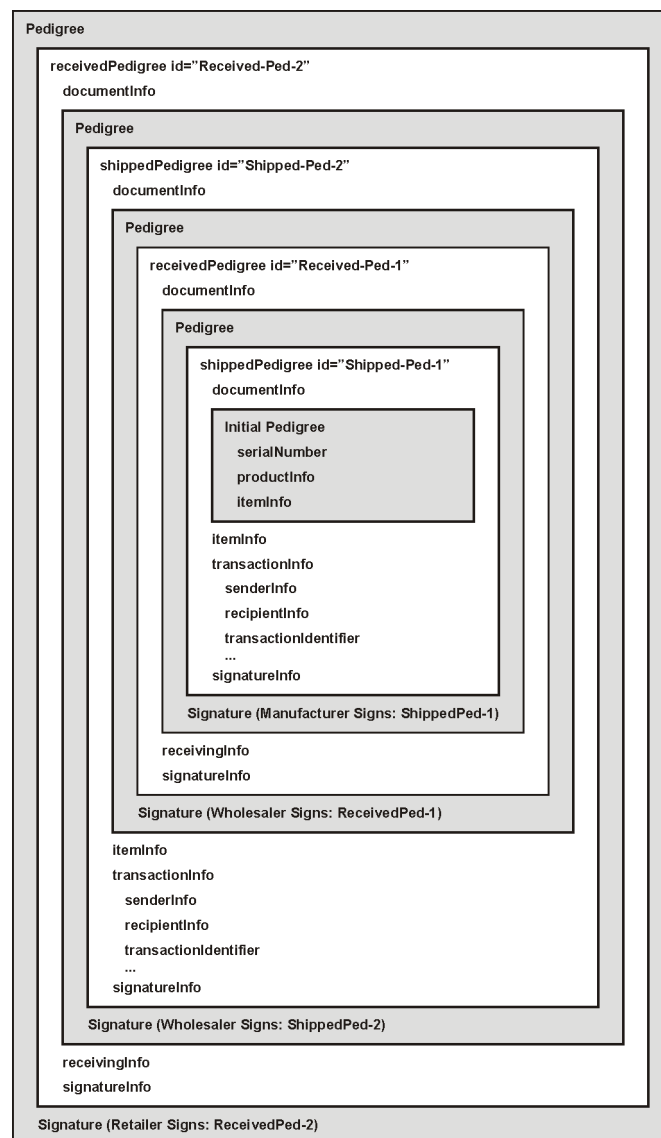 Pedigree
receivedPedigree id=”Received-Ped-2”
documentInfo
Pedigree
shippedPedigree id=”Shipped-Ped-2”
documentInfo
Pedigree
receivedPedigree id=”Received-Ped-1”
documentInfo
Pedigree
shippedPedigree id=”Shipped-Ped-1”
documentInfo
Initial Pedigree
serialNumber
productInfo
itemInfo
itemInfo
transactionInfo
senderInfo
recipientInfo
transactionIdentifier
...
signatureInfo
Signature (Manufacturer Signs: ShippedPed-1)
receivingInfo
signatureInfo
Signature (Wholesaler Signs: ReceivedPed-1)
itemInfo
transactionInfo
senderInfo
recipientInfo
transactionIdentifier
...
signatureInfo
Signature (Wholesaler Signs: ShippedPed-2)
receivingInfo
signatureInfo
Signature (Retailer Signs: ReceivedPed-2)